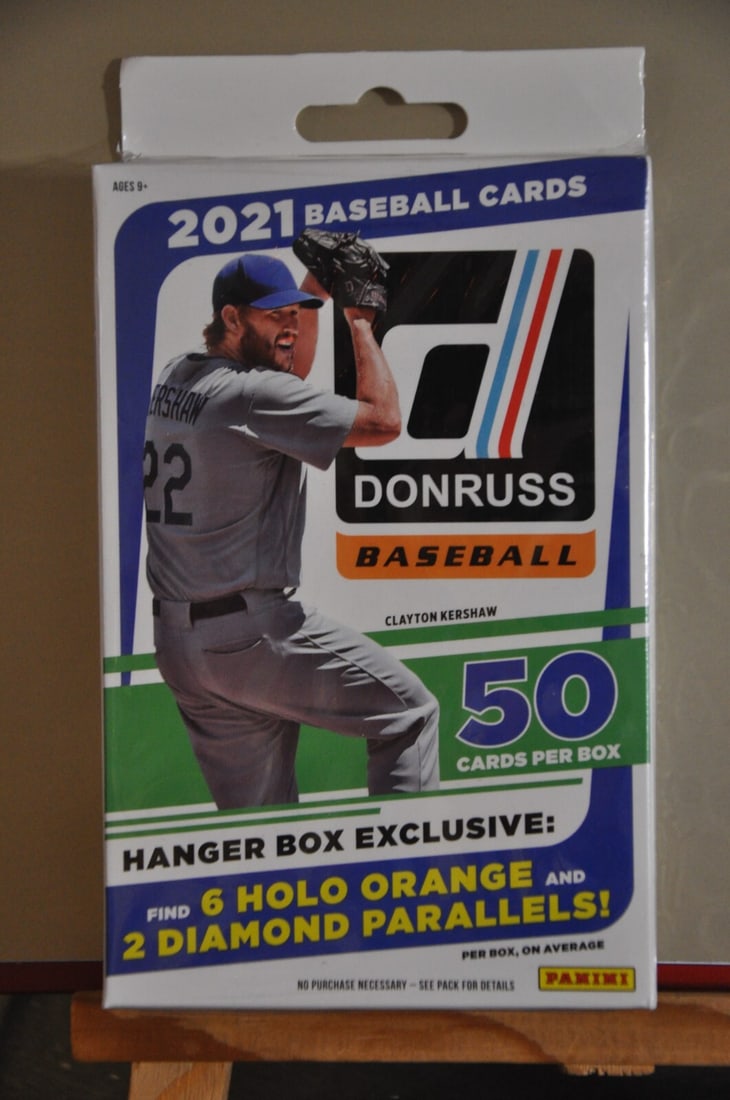 AGES 9+
2021 BASEBALL CARDS
ERSHAW
22
d
DONRUSS
BASEBALL
CLAYTON KERSHAW
50
CARDS PER BOX
HANGER BOX EXCLUSIVE:
FIND 6 HOLO ORANGE AND
2 DIAMOND PARALLELS!
PER BOX, ON AVERAGE
NO PURCHASE NECESSARY – SEE PACK FOR DETAILS
PANINI